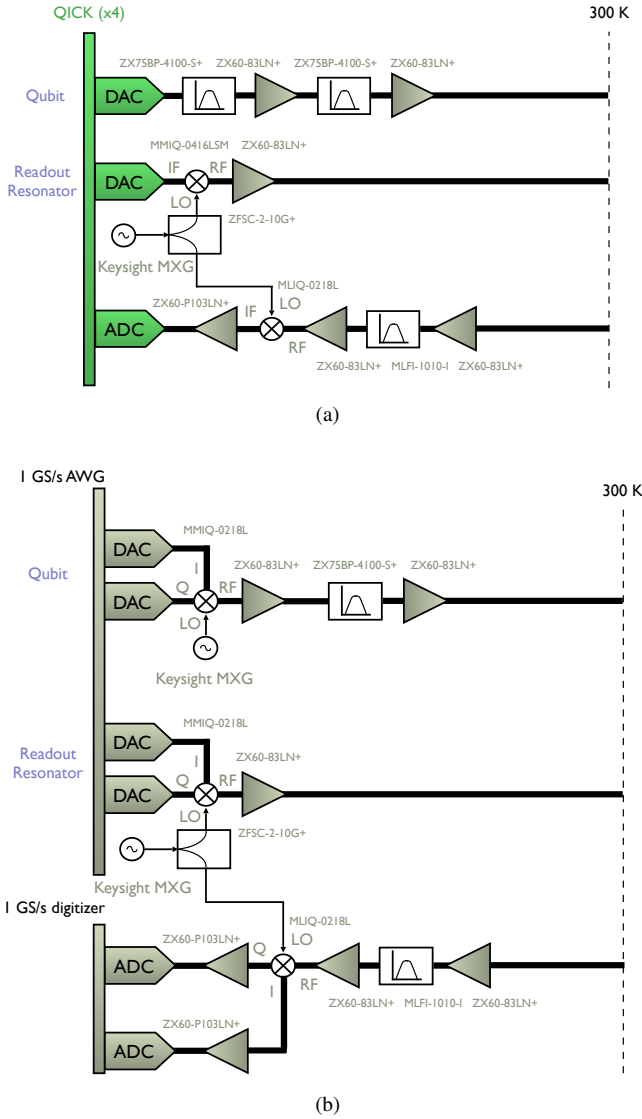 QICK (x4)
300 K
ZX75BP-4100-S+
ZX60-83LN+
ZX75BP-4100-S+
ZX60-83LN+
Qubit
DAC
MMIQ-0416LSM
ZX60-83LN+
Readout
Resonator
DAC
IF
RF
LO
ZFSC-2-10G+
Keysight MXG
MLIQ-0218L
ZX60-P103LN+
IF
LO
ADC
RF
ZX60-83LN+
MLFI-1010-I
ZX60-83LN+
(a)
1 GS/s AWG
300 K
MMIQ-0218L
DAC
Qubit
I
ZX60-83LN+
ZX75BP-4100-S+
ZX60-83LN+
DAC
Q
RF
LO
Keysight MXG
MMIQ-0218L
DAC
Readout
Resonator
I
ZX60-83LN+
DAC
Q
RF
LO
ZFSC-2-10G+
Keysight MXG
1 GS/s digitizer
MLIQ-0218L
ZX60-P103LN+
Q
LO
ADC
I
RF
ZX60-83LN+
MLFI-1010-I
ZX60-83LN+
ZX60-P103LN+
ADC
(b)